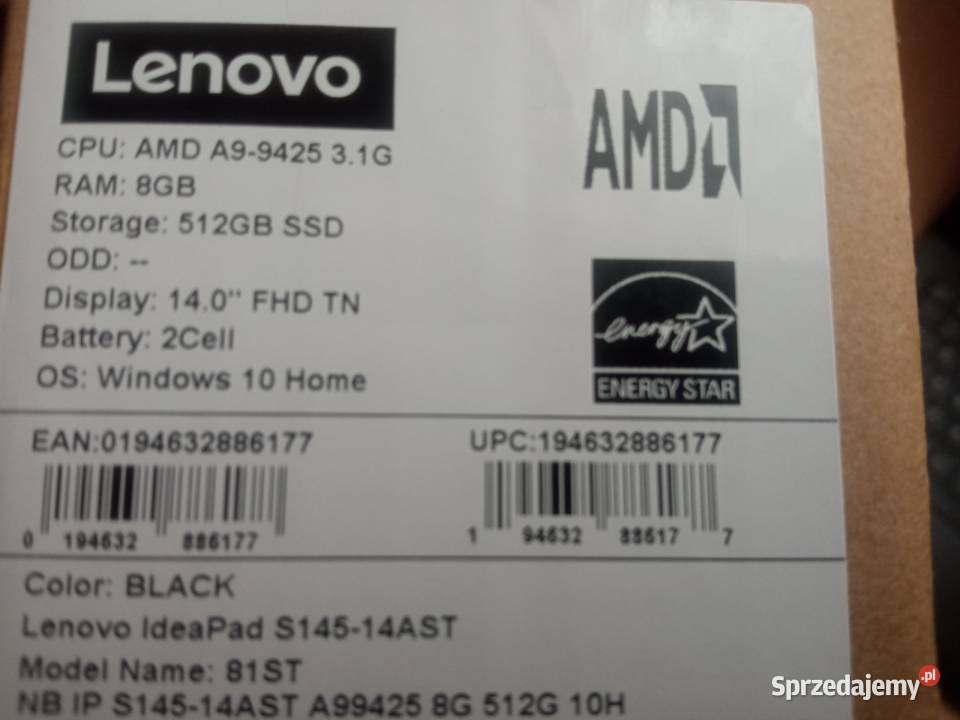 Lenovo
CPU: AMD A9-9425 3.1G
RAM: 8GB
Storage: 512GB SSD
ODD: --
Display: 14.0" FHD TN
Battery: 2Cell
OS: Windows 10 Home
AMD
energy
ENERGY STAR
EAN:0194632886177
0 194632 886177
UPC:194632886177
1 94632 88617 7
Color: BLACK
Lenovo IdeaPad S145-14AST
Model Name: 81ST
NB IP S145-14AST A99425 8G 512G 10H
Sprzedajemy.pl